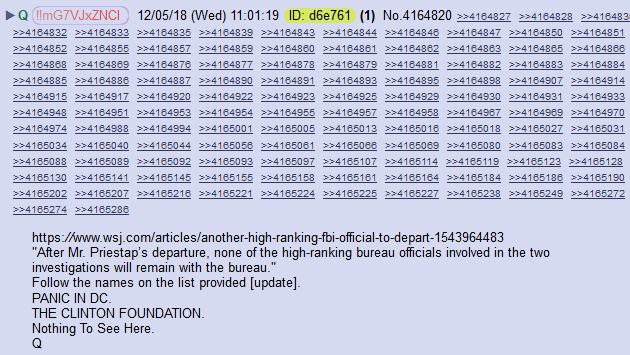 ▶ Q !!mG7VJxZNCI 12/05/18 (Wed) 11:01:19 ID: d6e761 (1) No.4164820 >>4164827 >>4164828
>>4164832 >>4164833 >>4164835 >>4164839 >>4164843 >>4164844 >>4164846 >>4164847 >>4164850 >>4164851
>>4164852 >>4164855 >>4164857 >>4164859 >>4164860 >>4164861 >>4164862 >>4164863 >>4164865 >>4164866
>>4164868 >>4164869 >>4164876 >>4164877 >>4164878 >>4164879 >>4164881 >>4164882 >>4164883 >>4164884
>>4164885 >>4164886 >>4164887 >>4164890 >>4164891 >>4164893 >>4164895 >>4164898 >>4164901 >>4164914
>>4164915 >>4164917 >>4164920 >>4164922 >>4164923 >>4164925 >>4164929 >>4164930 >>4164931 >>4164933
>>4164948 >>4164951 >>4164953 >>4164954 >>4164955 >>4164957 >>4164958 >>4164967 >>4164969 >>4164970
>>4164974 >>4164988 >>4164994 >>4165001 >>4165005 >>4165013 >>4165016 >>4165018 >>4165027 >>4165031
>>4165034 >>4165040 >>4165044 >>4165056 >>4165061 >>4165066 >>4165069 >>4165080 >>4165083 >>4165084
>>4165088 >>4165089 >>4165092 >>4165093 >>4165097 >>4165107 >>4165114 >>4165119 >>4165123 >>4165128
>>4165130 >>4165141 >>4165145 >>4165155 >>4165158 >>4165161 >>4165164 >>4165184 >>4165186 >>4165190
>>4165202 >>4165207 >>4165216 >>4165221 >>4165224 >>4165225 >>4165227 >>4165238 >>4165249 >>4165272
>>4165274 >>4165286
https://www.wsj.com/articles/another-high-ranking-fbi-official-to-depart-1543964483
"After Mr. Priestap's departure, none of the high-ranking bureau officials involved in the two
investigations will remain with the bureau."
Follow the names on the list provided [update].
PANIC IN DC.
THE CLINTON FOUNDATION.
Nothing To See Here.
Q